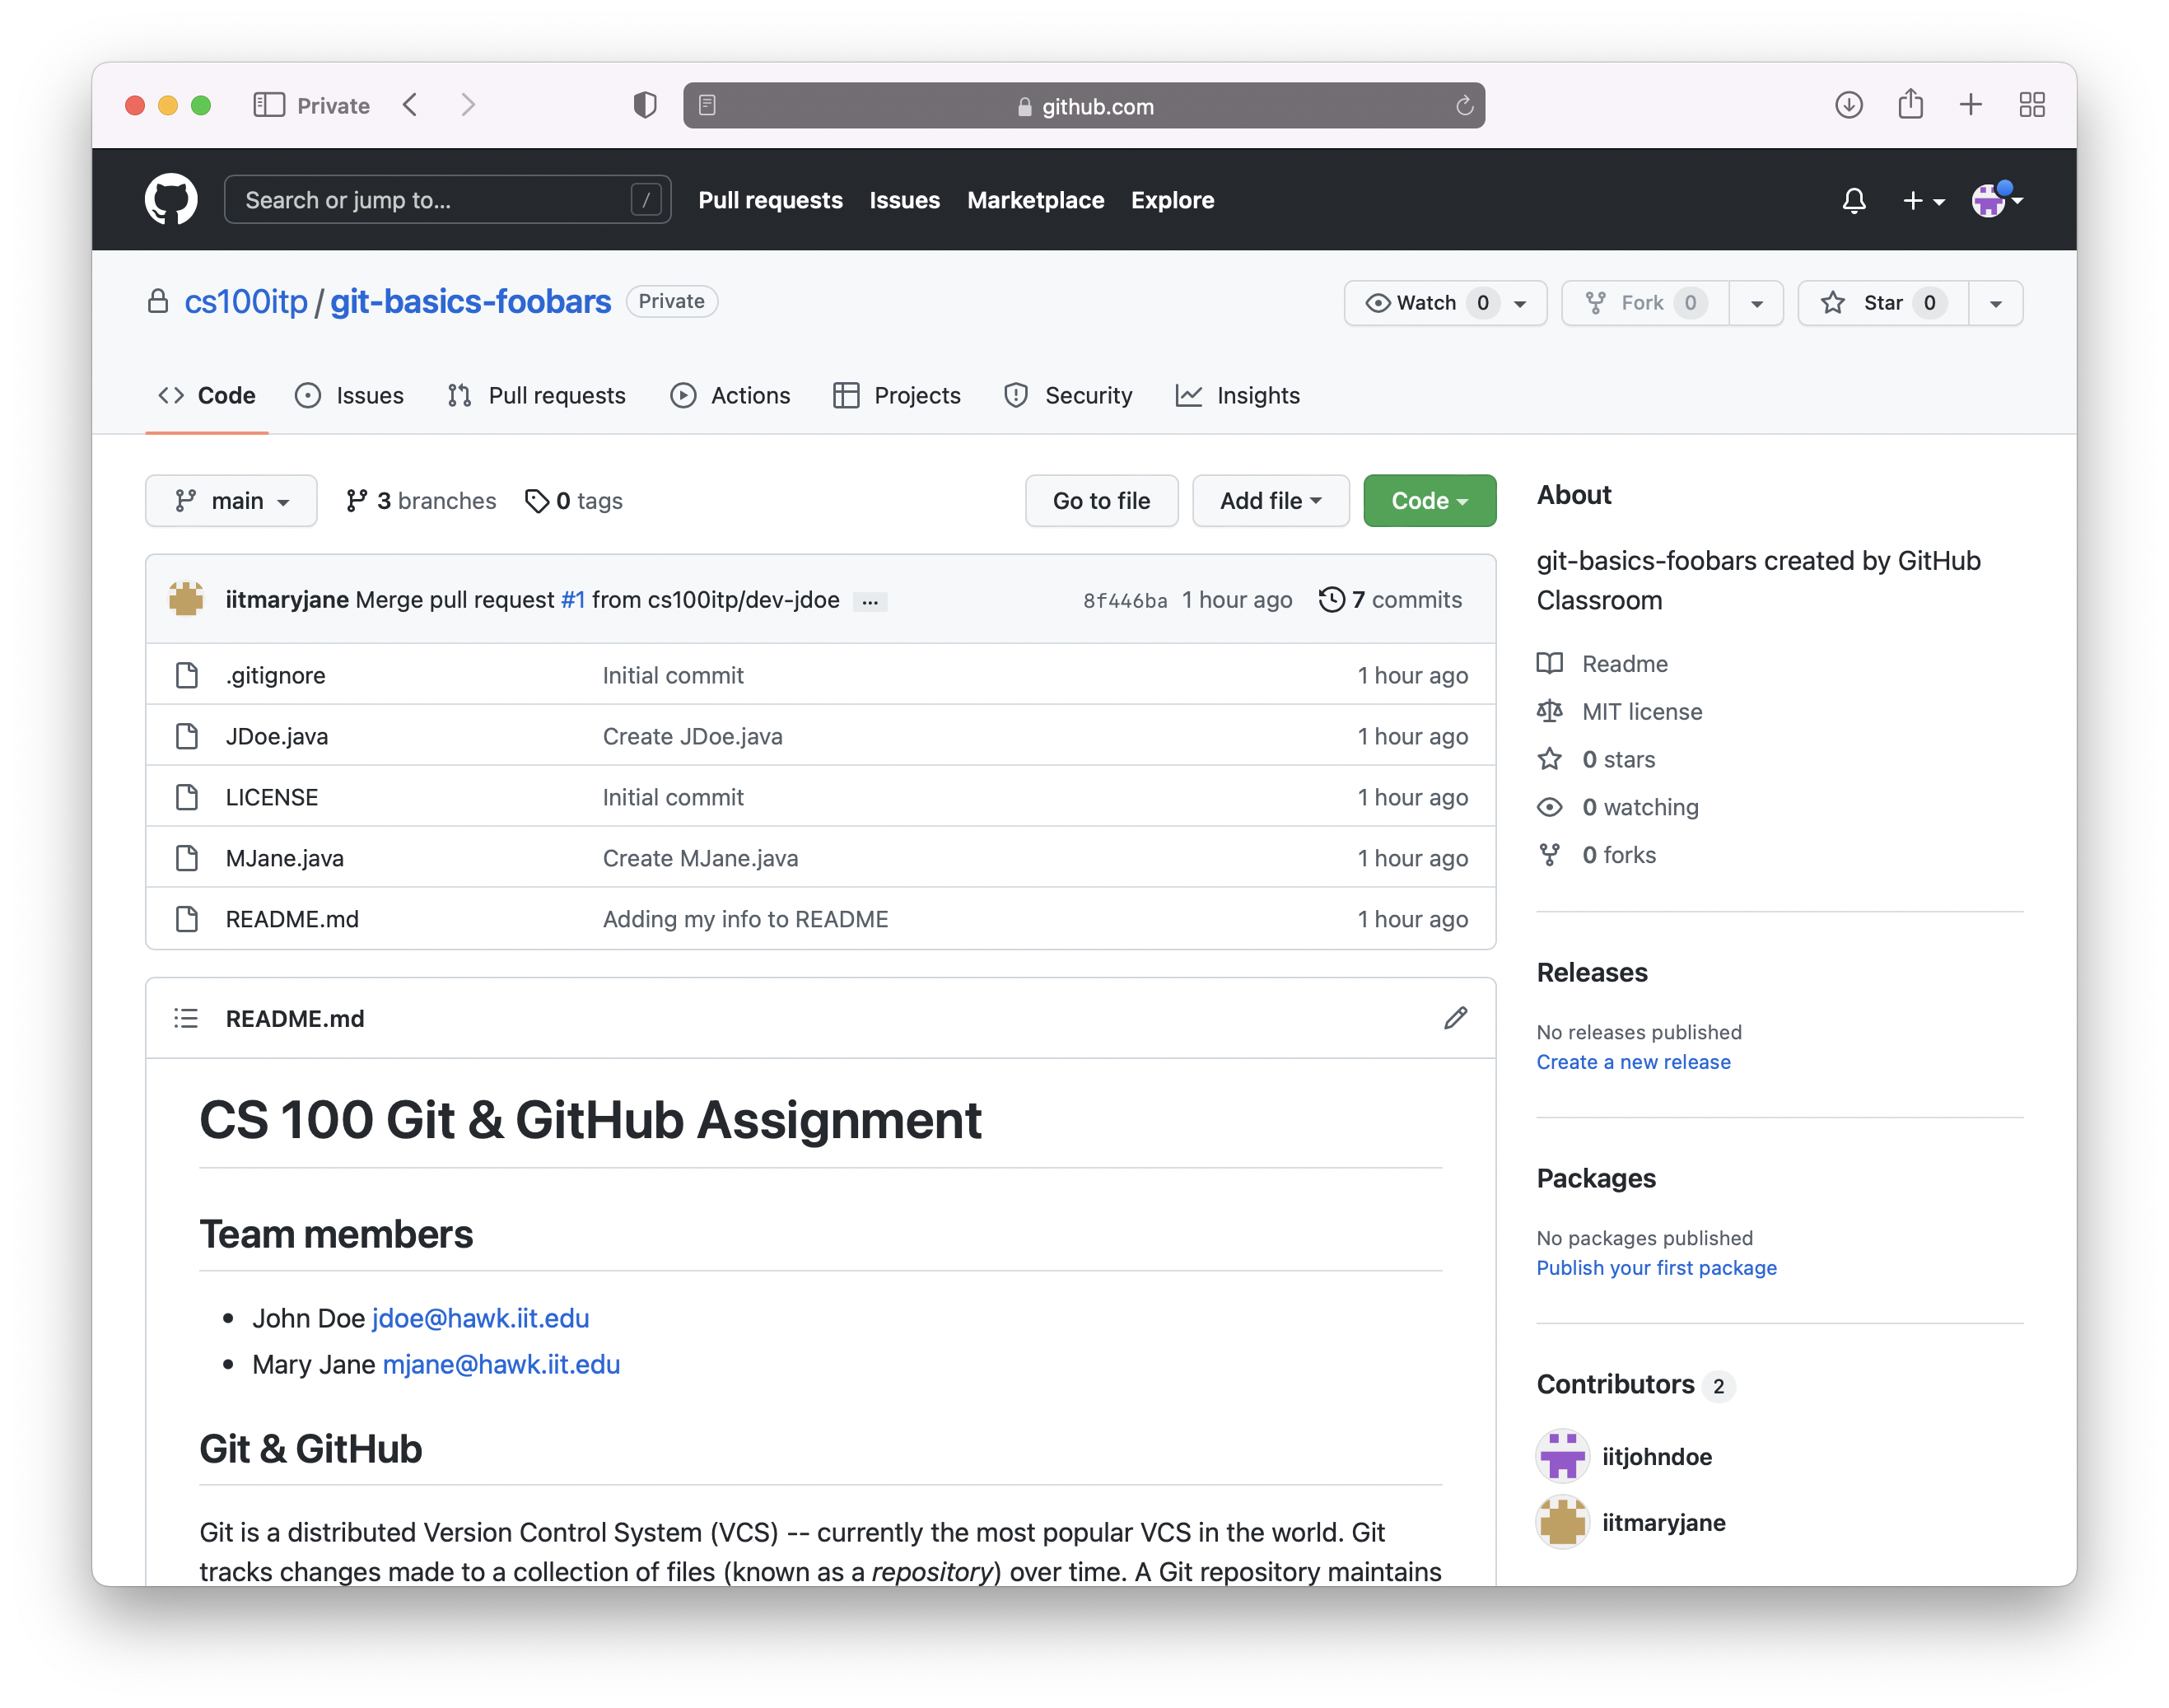 Private
github.com
Search or jump to... /
Pull requests Issues Marketplace Explore
cs100itp / git-basics-foobars Private
Watch 0
Fork 0
Star 0
Code Issues Pull requests Actions Projects Security Insights
main 3 branches 0 tags
Go to file Add file Code
iitmaryjane Merge pull request #1 from cs100itp/dev-jdoe ... 8f446ba 1 hour ago 7 commits
.gitignore Initial commit 1 hour ago
JDoe.java Create JDoe.java 1 hour ago
LICENSE Initial commit 1 hour ago
MJane.java Create MJane.java 1 hour ago
README.md Adding my info to README 1 hour ago
README.md
CS 100 Git & GitHub Assignment
Team members
John Doe jdoe@hawk.iit.edu
Mary Jane mjane@hawk.iit.edu
Git & GitHub
Git is a distributed Version Control System (VCS) -- currently the most popular VCS in the world. Git
tracks changes made to a collection of files (known as a repository) over time. A Git repository maintains
About
git-basics-foobars created by GitHub
Classroom
Readme
MIT license
0 stars
0 watching
0 forks
Releases
No releases published
Create a new release
Packages
No packages published
Publish your first package
Contributors 2
iitjohndoe
iitmaryjane